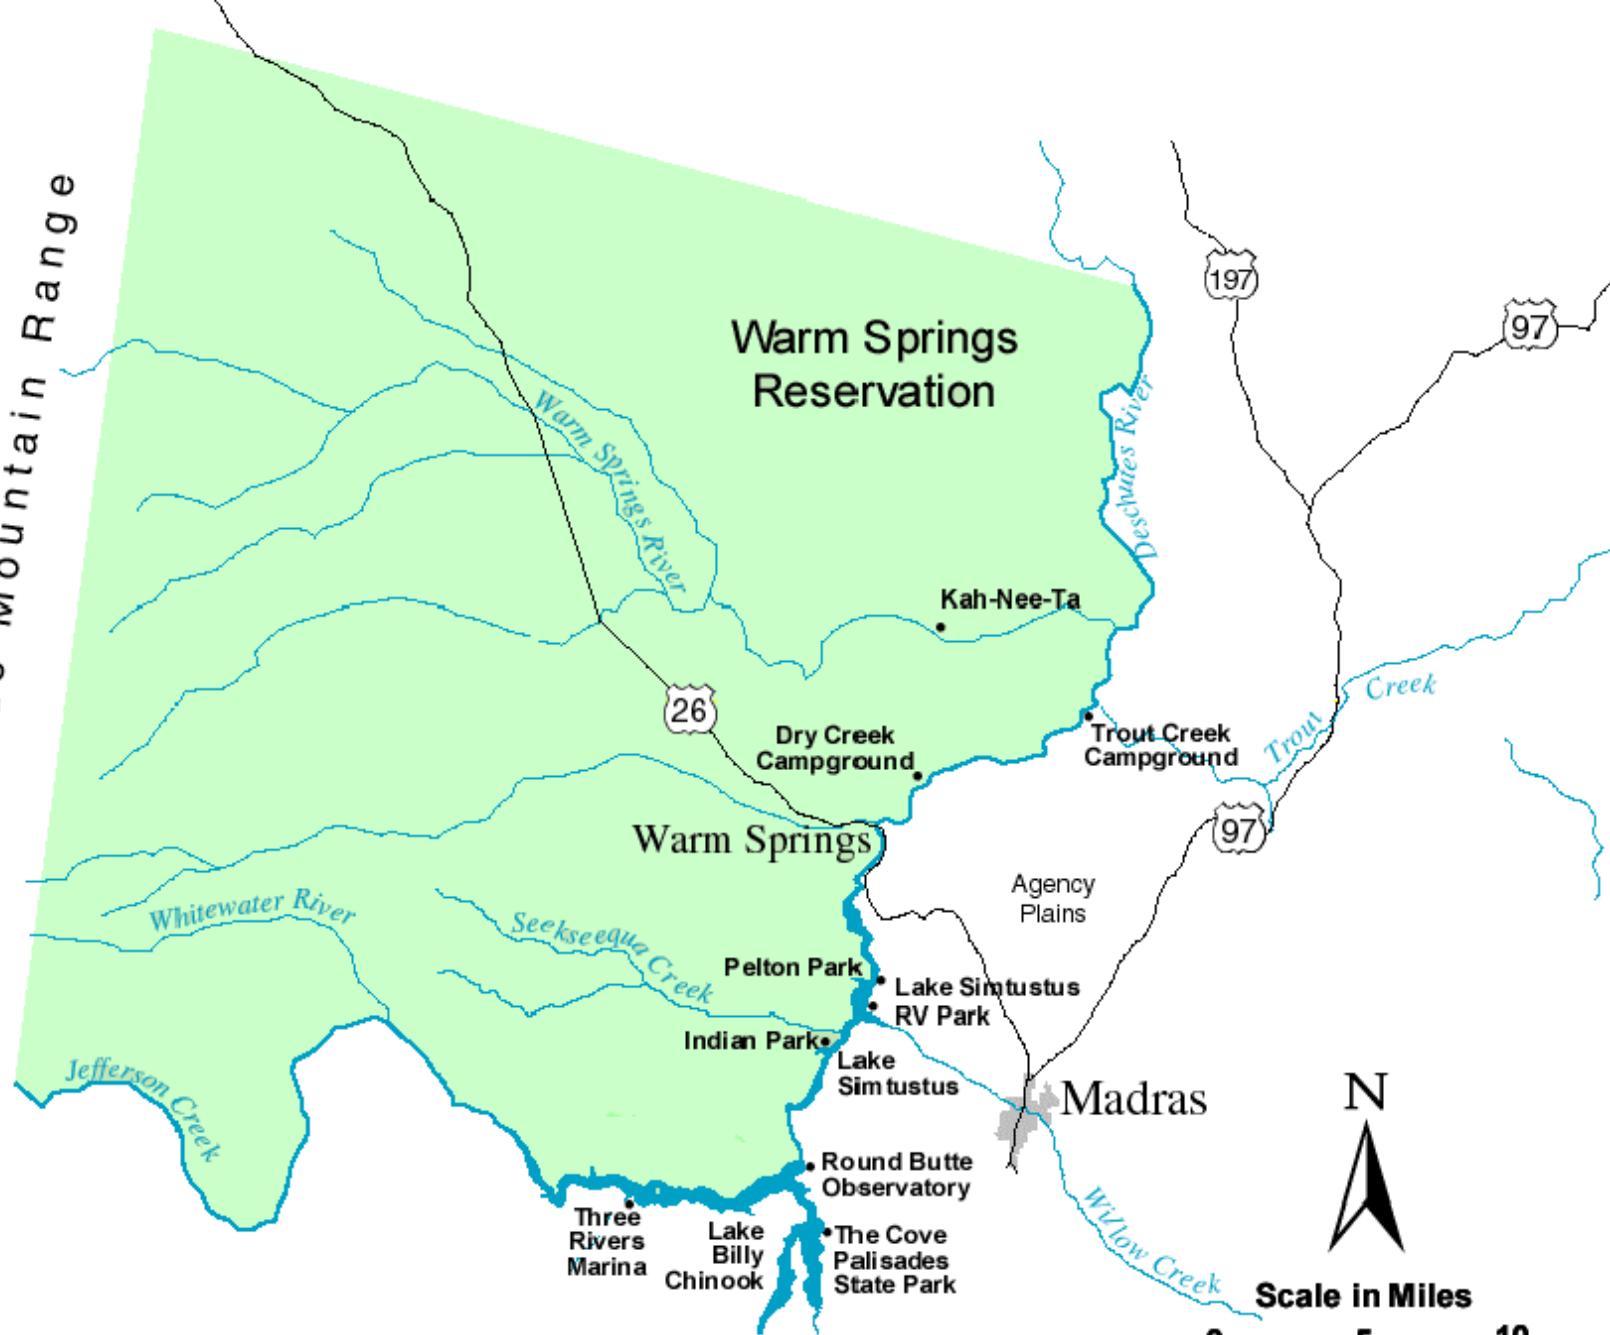 Mountain Range
197
97
Warm Springs
Reservation
Warm Springs River
Deschutes River
Kah-Nee-Ta
26
Dry Creek
Campground
Trout Creek
Campground
Trout Creek
97
Warm Springs
Agency
Plains
Whitewater River
Seekseequa Creek
Pelton Park
Lake Simtustus
RV Park
Indian Park
Lake
Simtustus
Jefferson Creek
Madras
N
Round Butte
Observatory
Three
Rivers
Marina
Lake
Billy
Chinook
The Cove
Palisades
State Park
Willow Creek
Scale in Miles